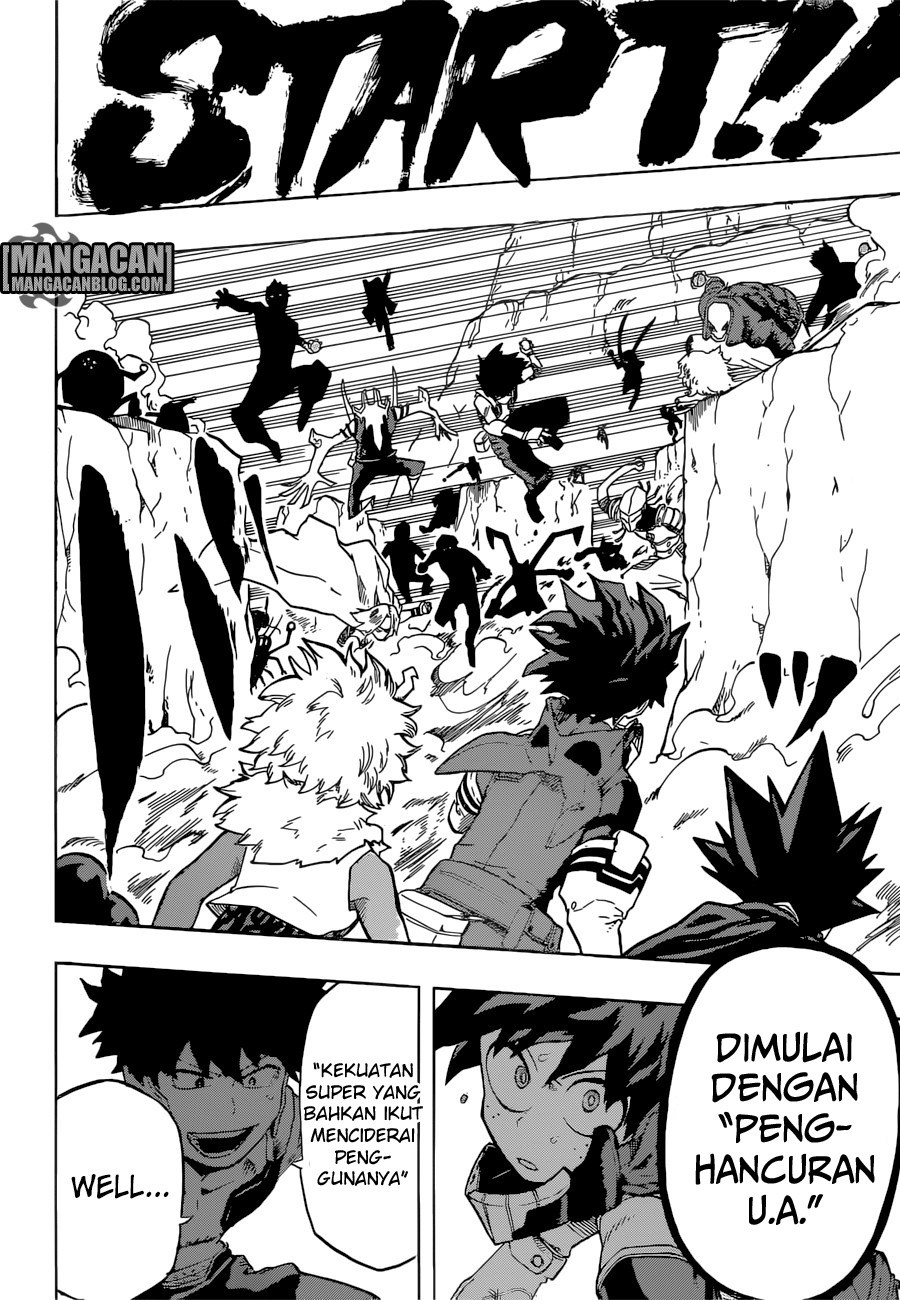 START!!
MANGACAN
MANGACANBLOG.COM
DIMULAI
DENGAN
"PENG-
HANCURAN
U.A."
"KEKUATAN
SUPER YANG
BAHKAN IKUT
MENCIDERAI
PENG-
GUNANYA"
WELL...